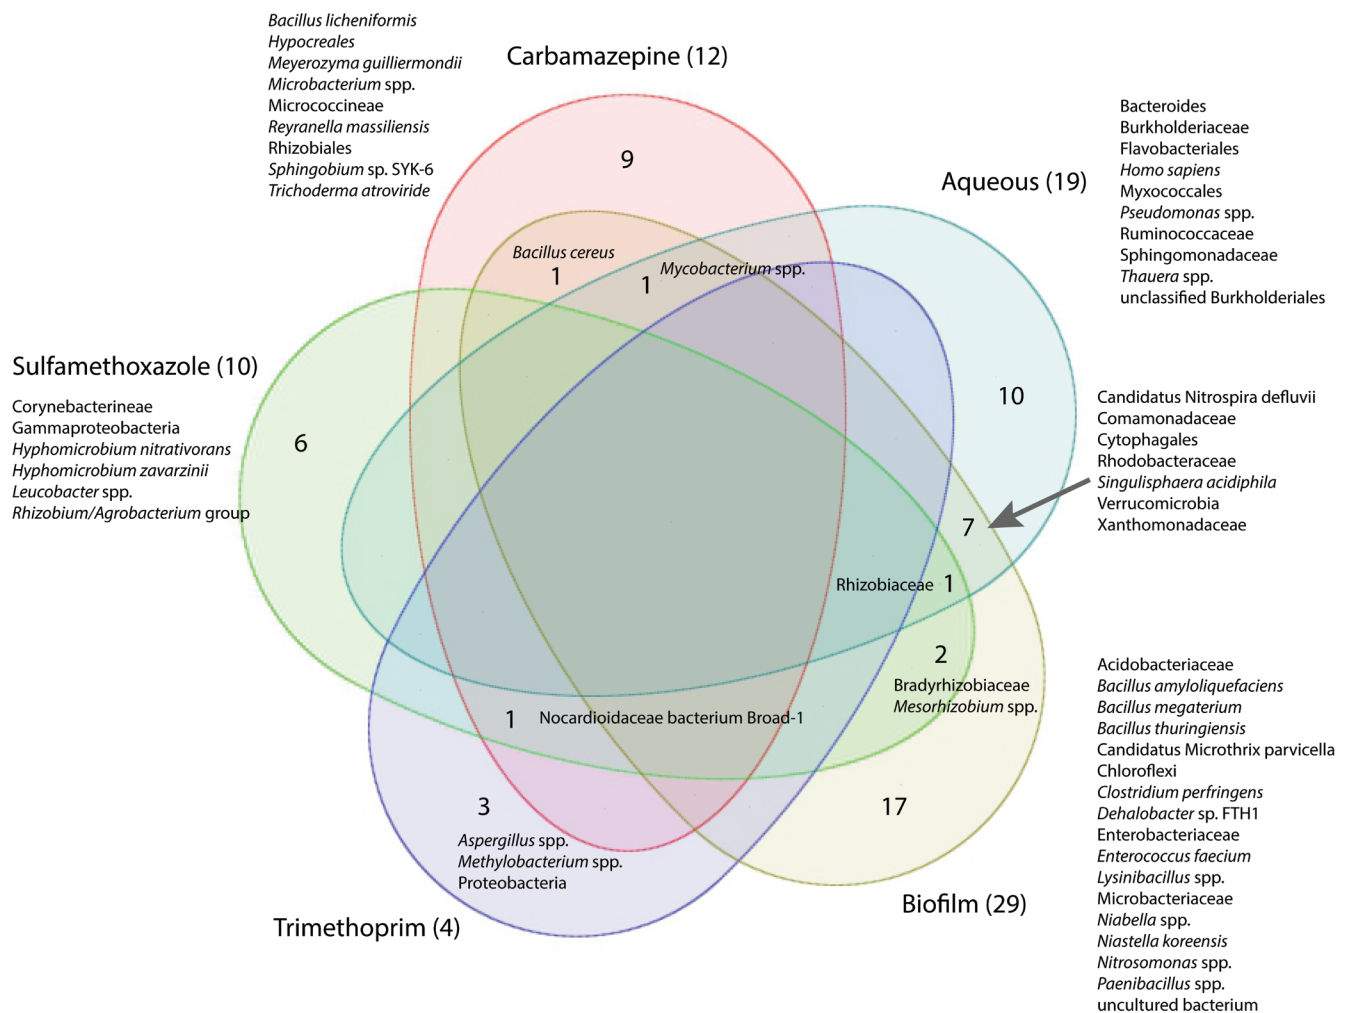 Bacillus licheniformis
Hypocreales
Meyerozyma guilliermondii
Microbacterium spp.
Micrococcineae
Reyranella massiliensis
Rhizobiales
Sphingobium sp. SYK-6
Trichoderma atroviride
Carbamazepine (12)
9
Aqueous (19)
Bacteroides
Burkholderiaceae
Flavobacteriales
Homo sapiens
Myxococcales
Pseudomonas spp.
Ruminococcaceae
Sphingomonadaceae
Thauera spp.
unclassified Burkholderiales
Bacillus cereus
1
Mycobacterium spp.
1
Sulfamethoxazole (10)
Corynebacterineae
Gammaproteobacteria
Hyphomicrobium nitrativorans
Hyphomicrobium zavarzinii
Leucobacter spp.
Rhizobium/Agrobacterium group
6
10
Candidatus Nitrospira defluvii
Comamonadaceae
Cytophagales
Rhodobacteraceae
Singulisphaera acidiphila
Verrucomicrobia
Xanthomonadaceae
7
Rhizobiaceae 1
2
Bradyrhizobiaceae
Mesorhizobium spp.
1 Nocardioidaceae bacterium Broad-1
3
Aspergillus spp.
Methylobacterium spp.
Proteobacteria
17
Trimethoprim (4)
Biofilm (29)
Acidobacteriaceae
Bacillus amyloliquefaciens
Bacillus megaterium
Bacillus thuringiensis
Candidatus Microthrix parvicella
Chloroflexi
Clostridium perfringens
Dehalobacter sp. FTH1
Enterobacteriaceae
Enterococcus faecium
Lysinibacillus spp.
Microbacteriaceae
Niabella spp.
Niastella koreensis
Nitrosomonas spp.
Paenibacillus spp.
uncultured bacterium